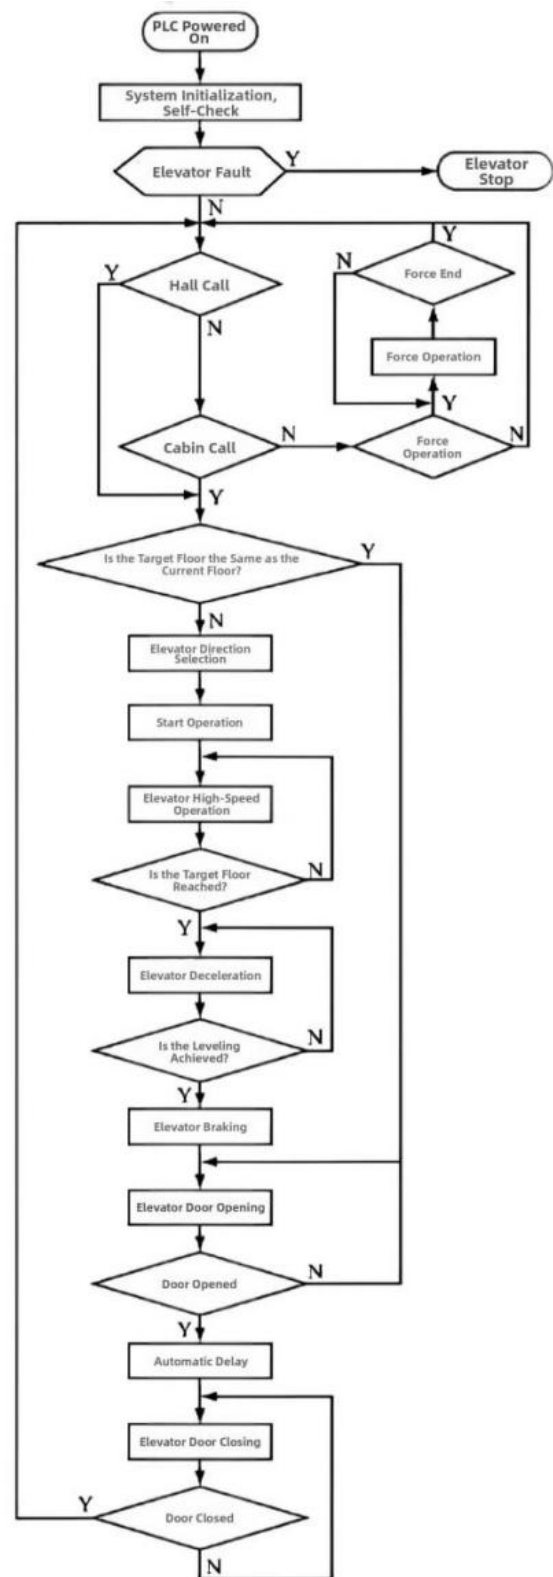 PLC Powered
On
System Initialization,
Self-Check
Elevator Fault
Y
Elevator
Stop
N
Y
Hall Call
N
Y
N
Force End
Force Operation
Y
Cabin Call
N
Force
Operation
N
Y
Is the Target Floor the Same as the
Current Floor?
Y
N
Elevator Direction
Selection
Start Operation
Elevator High-Speed
Operation
Is the Target Floor
Reached?
N
Y
Elevator Deceleration
Is the Leveling
Achieved?
N
Y
Elevator Braking
Elevator Door Opening
Door Opened
N
Y
Automatic Delay
Elevator Door Closing
Y
Door Closed
N